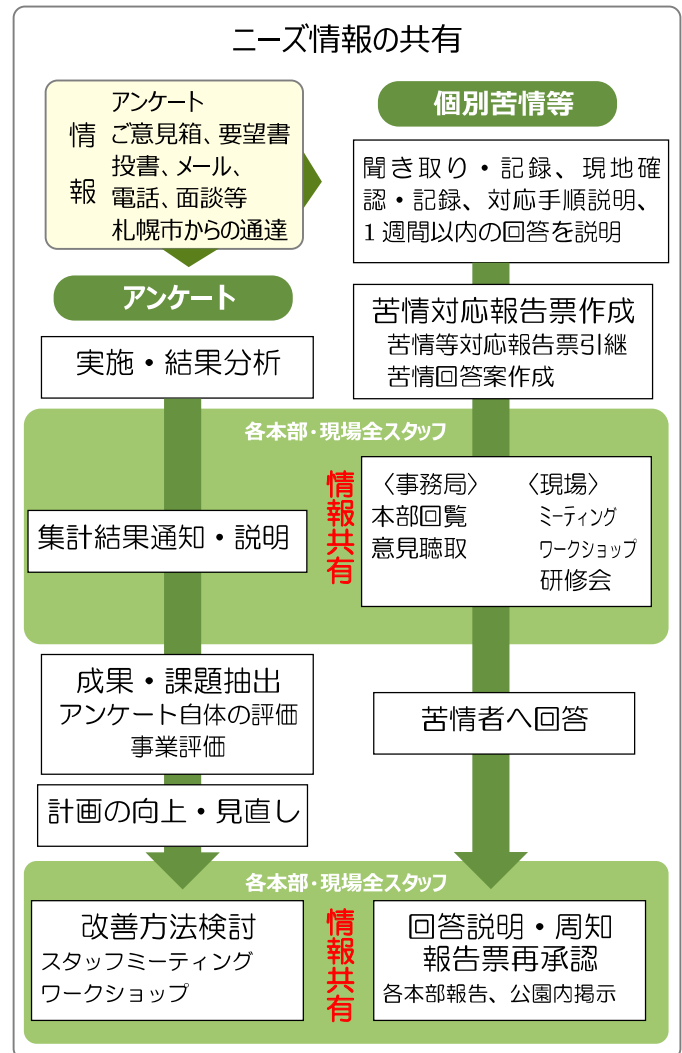 ニーズ情報の共有
情報
アンケート
ご意見箱、要望書
投書、メール、
電話、面談等
札幌市からの通達
アンケート
実施・結果分析
各本部・現場全スタッフ
集計結果通知・説明
情報共有
成果・課題抽出
アンケート自体の評価
事業評価
計画の向上・見直し
各本部・現場全スタッフ
改善方法検討
スタッフミーティング
ワークショップ
情報共有
個別苦情等
聞き取り・記録、現地確
認・記録、対応手順説明、
1週間以内の回答を説明
苦情対応報告票作成
苦情等対応報告票引継
苦情回答案作成
〈事務局〉
本部回覧
意見聴取
〈現場〉
ミーティング
ワークショップ
研修会
苦情者へ回答
回答説明・周知
報告票再承認
各本部報告、公園内掲示